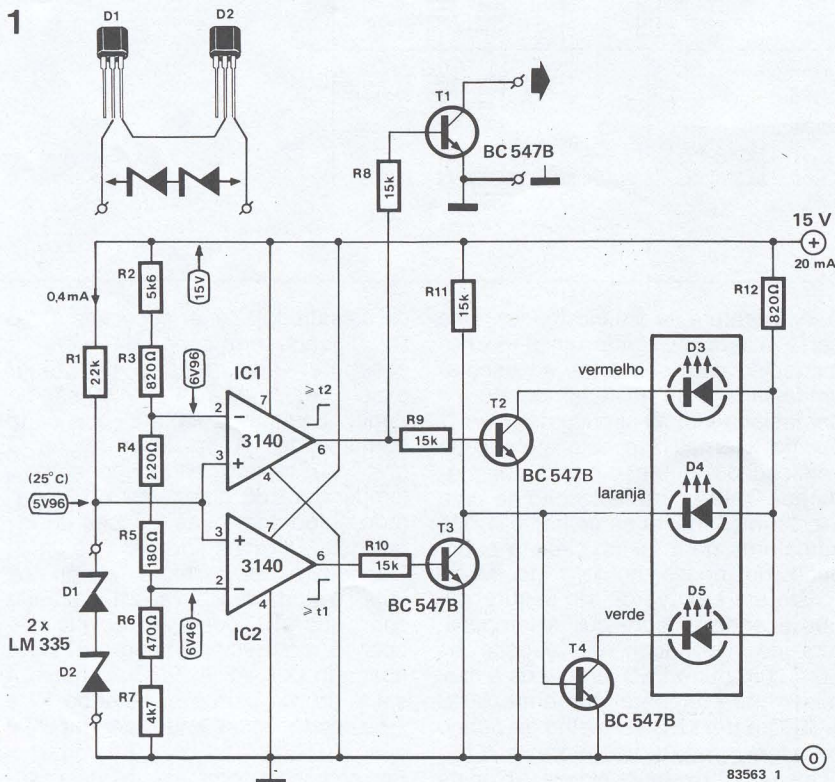 1
D1
D2
T1
BC 547B
R8
15k
15 V
+
20 mA
R2
5k6
15V
0,4 mA
R11
15k
R12
820Ω
R1
22k
R3
820Ω
6V96
IC1
≥ t2
D3
vermelho
2
−
7
3140
6
R9
15k
T2
BC 547B
R4
220Ω
3
+
4
(25°C)
5V96
D4
laranja
R5
180Ω
3
+
7
3140
6
R10
15k
T3
BC 547B
2
−
4
≥ t1
IC2
D1
2 x
LM 335
D2
R6
470Ω
6V46
D5
verde
T4
BC 547B
R7
4k7
0
83563 1